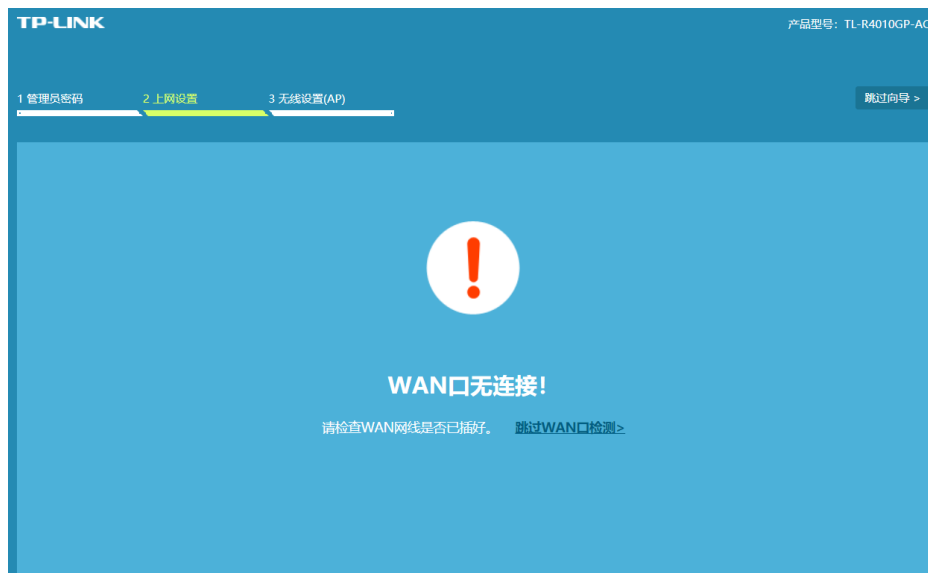 TP-LINK
产品型号：TL-R4010GP-AC
1 管理员密码 2 上网设置 3 无线设置(AP) 跳过向导 >
WAN口无连接！
请检查WAN网线是否已插好。 跳过WAN口检测>